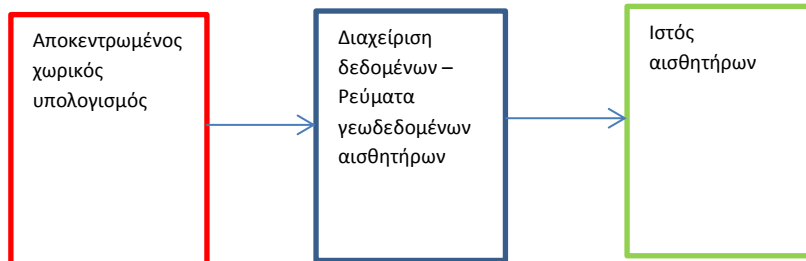 Αποκεντρωμένος
χωρικός
υπολογισμός
Διαχείριση
δεδομένων –
Ρεύματα
γεωδεδομένων
αισθητήρων
Ιστός
αισθητήρων